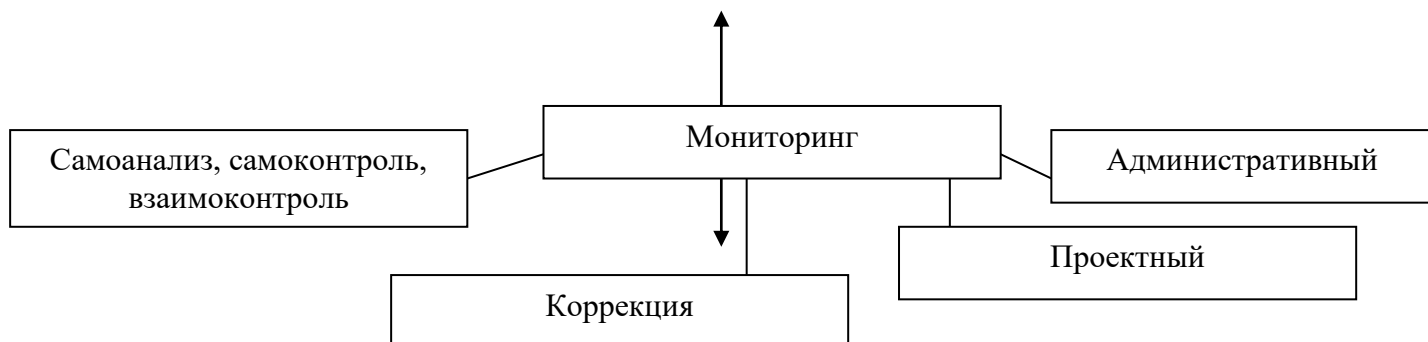 Мониторинг
Самоанализ, самоконтроль,
взаимоконтроль
Административный
Проектный
Коррекция